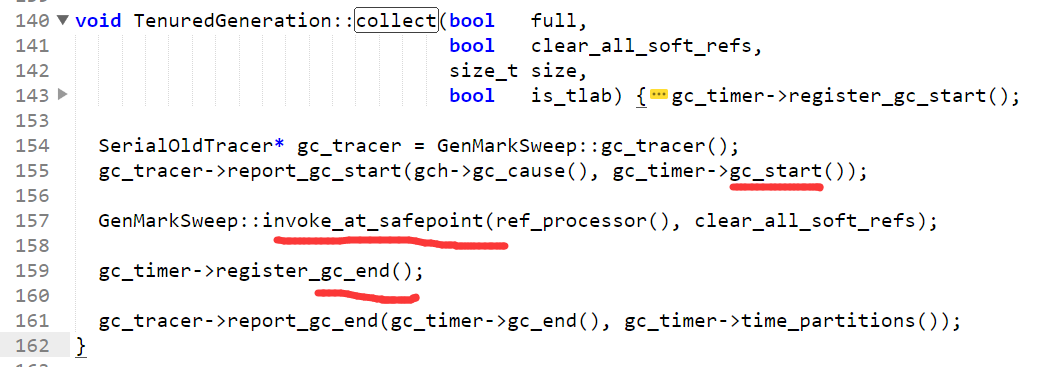 140 void TenuredGeneration::collect(bool full,
141 bool clear_all_soft_refs,
142 size_t size,
143 bool is_tlab) {⋯gc_timer->register_gc_start();
153
154 SerialOldTracer* gc_tracer = GenMarkSweep::gc_tracer();
155 gc_tracer->report_gc_start(gch->gc_cause(), gc_timer->gc_start());
156
157 GenMarkSweep::invoke_at_safepoint(ref_processor(), clear_all_soft_refs);
158
159 gc_timer->register_gc_end();
160
161 gc_tracer->report_gc_end(gc_timer->gc_end(), gc_timer->time_partitions());
162 }